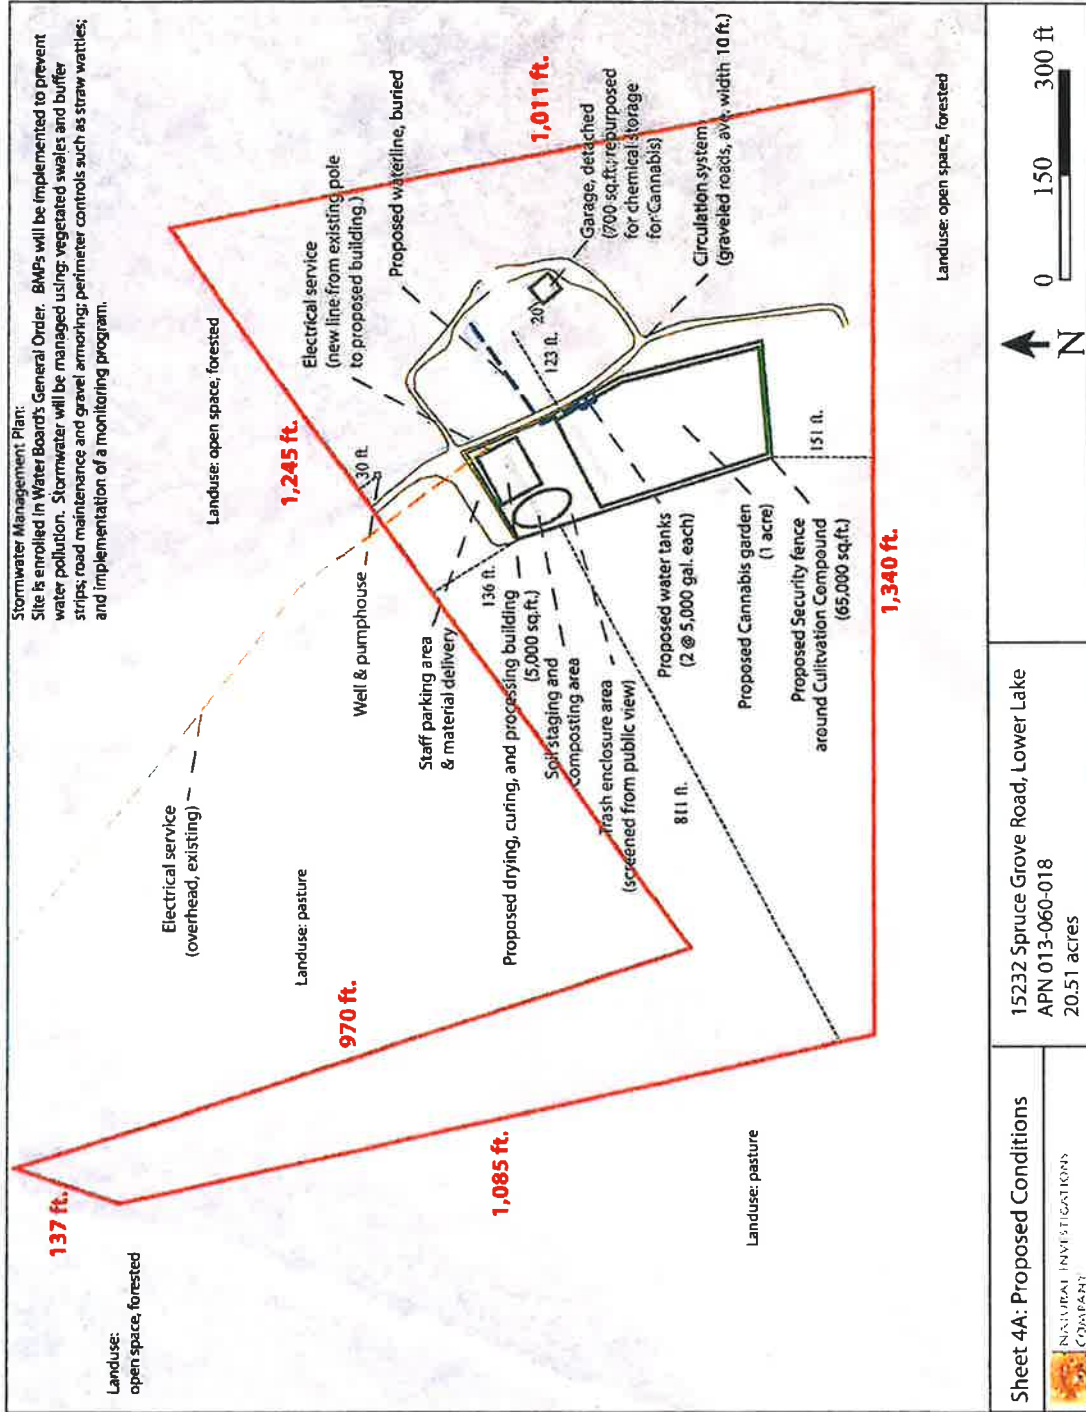 Stormwater Management Plan:
Site is enrolled in Water Board's General Order. BMPs will be implemented to prevent
water pollution. Stormwater will be managed using: vegetated swales and buffer
strips; road maintenance and gravel armoring; perimeter controls such as straw wattles;
and implementation of a monitoring program.
137 ft.
Landuse:
open space, forested
Electrical service
(overhead, existing)
Landuse: pasture
970 ft.
1,085 ft.
Landuse: pasture
Landuse: open space, forested
1,245 ft.
30 ft.
Well & pumphouse
Staff parking area
& material delivery
136 ft.
Proposed drying, curing, and processing building
(5,000 sq.ft.)
Soil staging and
composting area
Trash enclosure area
(screened from public view)
811 ft.
Electrical service
(new line from existing pole
to proposed building.)
Proposed waterline, buried
1,011 ft.
20
123 ft.
Garage, detached
(700 sq.ft.; repurposed
for chemical storage
for Cannabis)
Circulation system
(graveled roads, ave. width 10 ft.)
Proposed water tanks
(2 @ 5,000 gal. each)
Proposed Cannabis garden
(1 acre)
Proposed Security fence
around Culitvation Compound
(65,000 sq.ft.)
151 ft.
1,340 ft.
Landuse: open space, forested
Sheet 4A: Proposed Conditions
NATURAL INVESTIGATIONS
COMPANY
15232 Spruce Grove Road, Lower Lake
APN 013-060-018
20.51 acres
N
0 150 300 ft